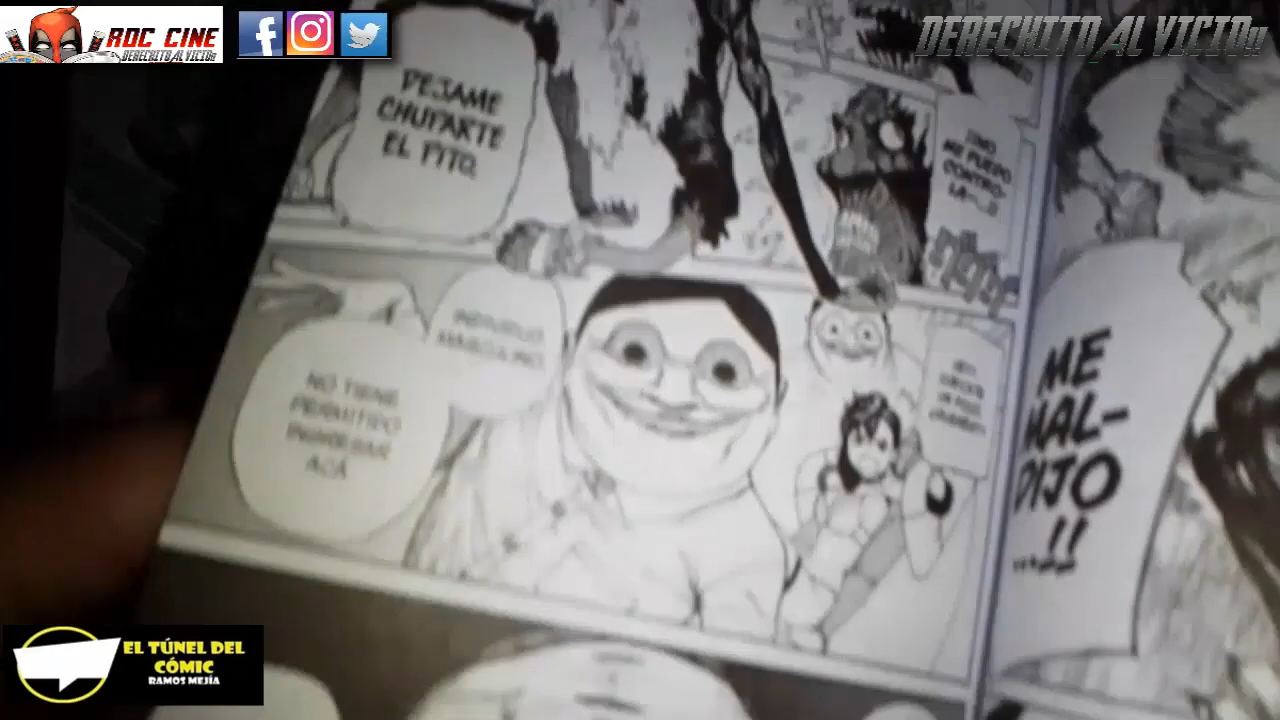 ROC CINE
DERECHITO AL VICIO!!
DERECHITO AL VICIO!!
DEJAME
CHUPARTE
EL PITO.
¡¡NO
ME PUEDO
CONTRO-
LA
MASCULINO.
NO TIENE
PERMITIDO
INGRESAR
ACÁ
ME
MAL-
DIJO
!!
EL TÚNEL DEL
CÓMIC
RAMOS MEJÍA